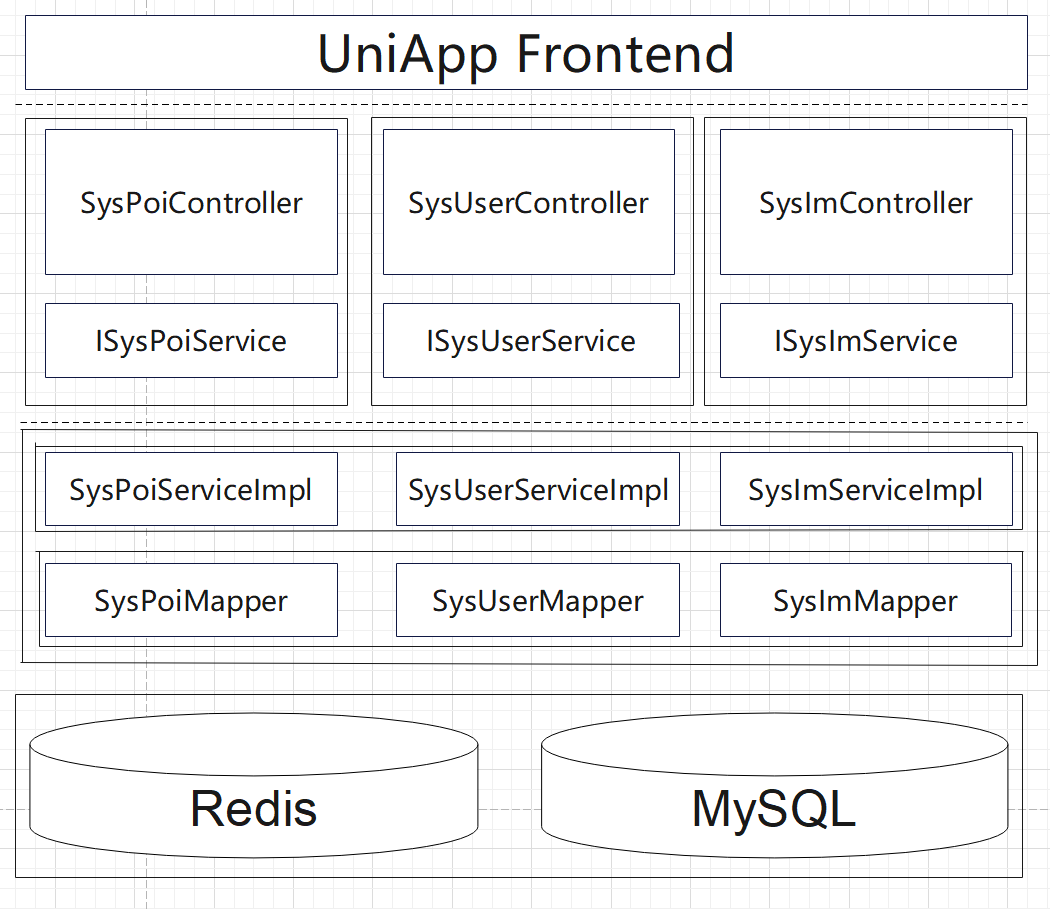 UniApp Frontend
SysPoiController
SysUserController
SysImController
ISysPoiService
ISysUserService
ISysImService
SysPoiServiceImpl
SysUserServiceImpl
SysImServiceImpl
SysPoiMapper
SysUserMapper
SysImMapper
Redis
MySQL